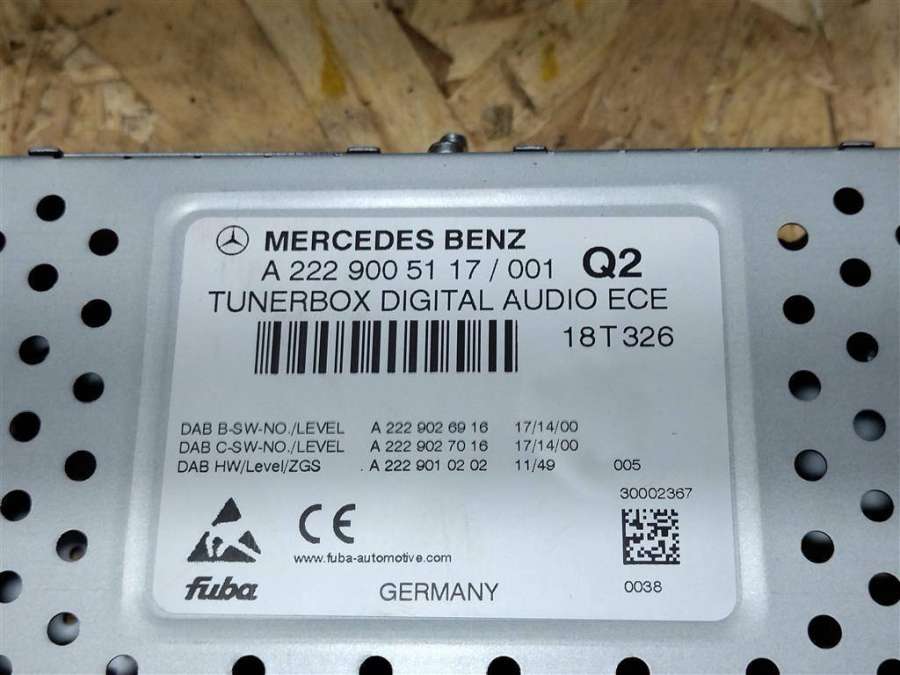 MERCEDES BENZ
A 222 900 51 17 / 001 Q2
TUNERBOX DIGITAL AUDIO ECE
18T326
DAB B-SW-NO./LEVEL A 222 902 69 16 17/14/00
DAB C-SW-NO./LEVEL A 222 902 70 16 17/14/00
DAB HW/Level/ZGS .A 222 901 02 02 11/49 005
30002367
CE
www.fuba-automotive.com
fuba
GERMANY
0038